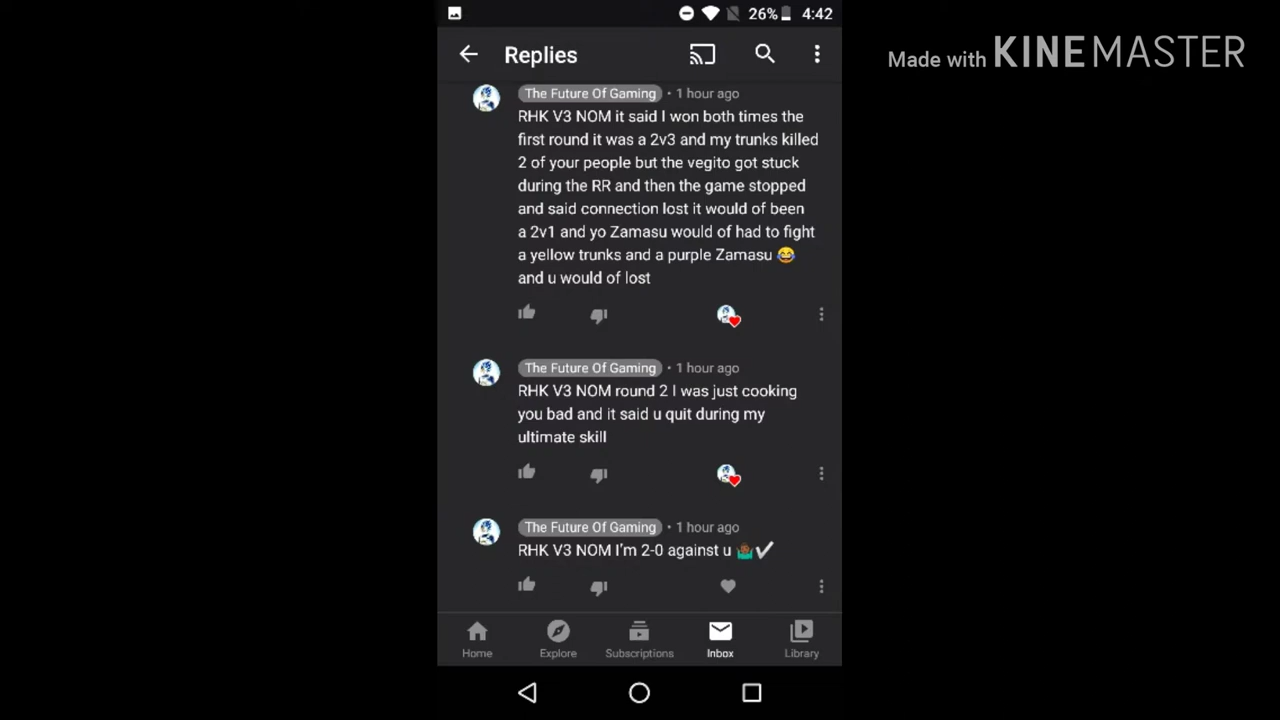 26% 4:42
Made with KINEMASTER
Replies
The Future Of Gaming • 1 hour ago
RHK V3 NOM it said I won both times the
first round it was a 2v3 and my trunks killed
2 of your people but the vegito got stuck
during the RR and then the game stopped
and said connection lost it would of been
a 2v1 and yo Zamasu would of had to fight
a yellow trunks and a purple Zamasu 😂
and u would of lost
The Future Of Gaming • 1 hour ago
RHK V3 NOM round 2 I was just cooking
you bad and it said u quit during my
ultimate skill
The Future Of Gaming • 1 hour ago
RHK V3 NOM I'm 2-0 against u 🤷🏾‍♂️✔️
Home Explore Subscriptions Inbox Library